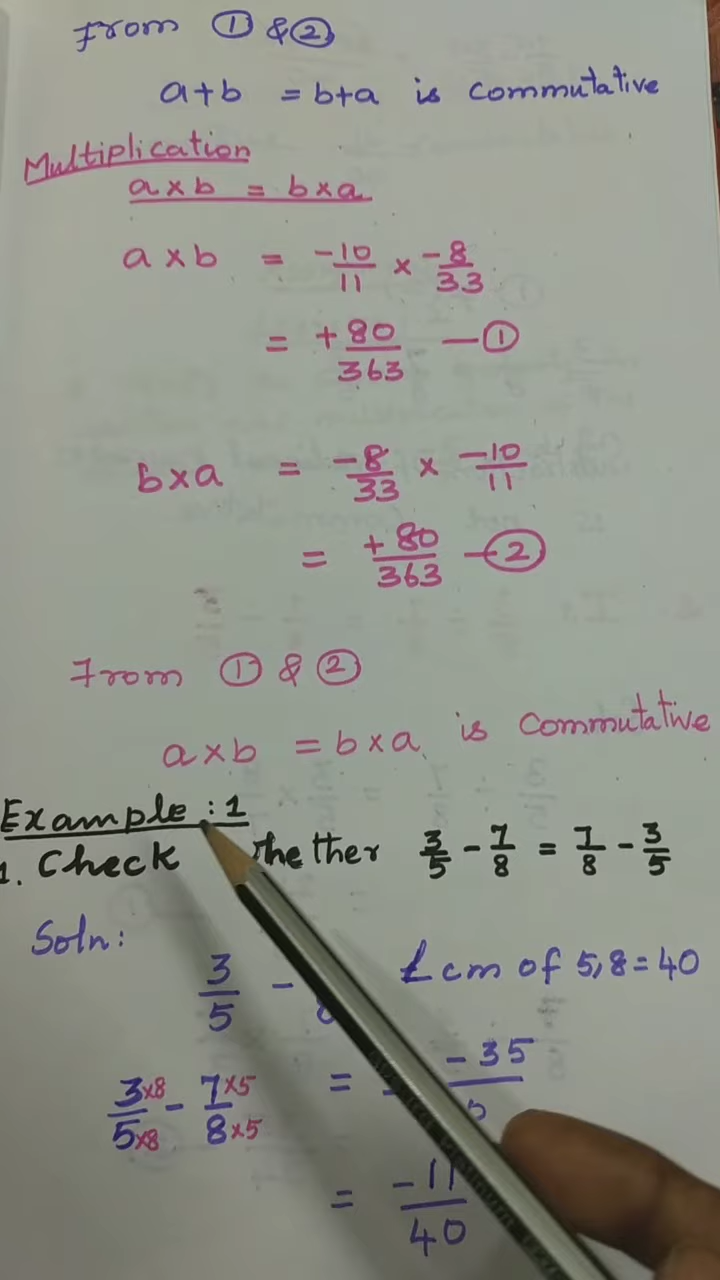 From ① & ②
a+b = b+a is commutative
Multiplication
a×b = b×a
a×b = -10/11 × -8/33
= +80/363 — ①
b×a = -8/33 × -10/11
= +80/363 — ②
From ① & ②
a×b = b×a is commutative
Example : 1
1. Check 3/5 - 7/8 = 7/8 - 3/5
Soln:
3/5 - Lcm of 5,8 = 40
3×8/5×8 - 7×5/8×5 = -35
= -11/40